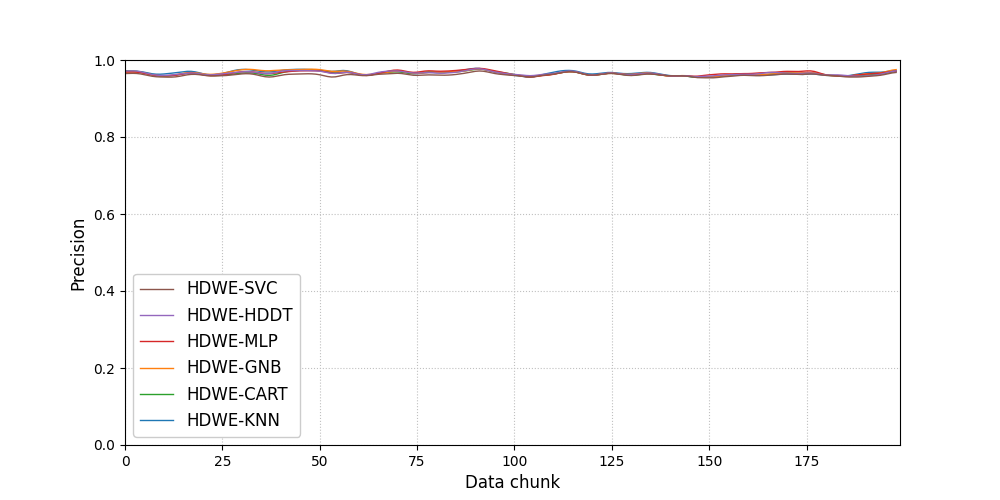 1.0
0.8
0.6
0.4
0.2
0.0
Precision
HDWE-SVC
HDWE-HDDT
HDWE-MLP
HDWE-GNB
HDWE-CART
HDWE-KNN
0 25 50 75 100 125 150 175
Data chunk